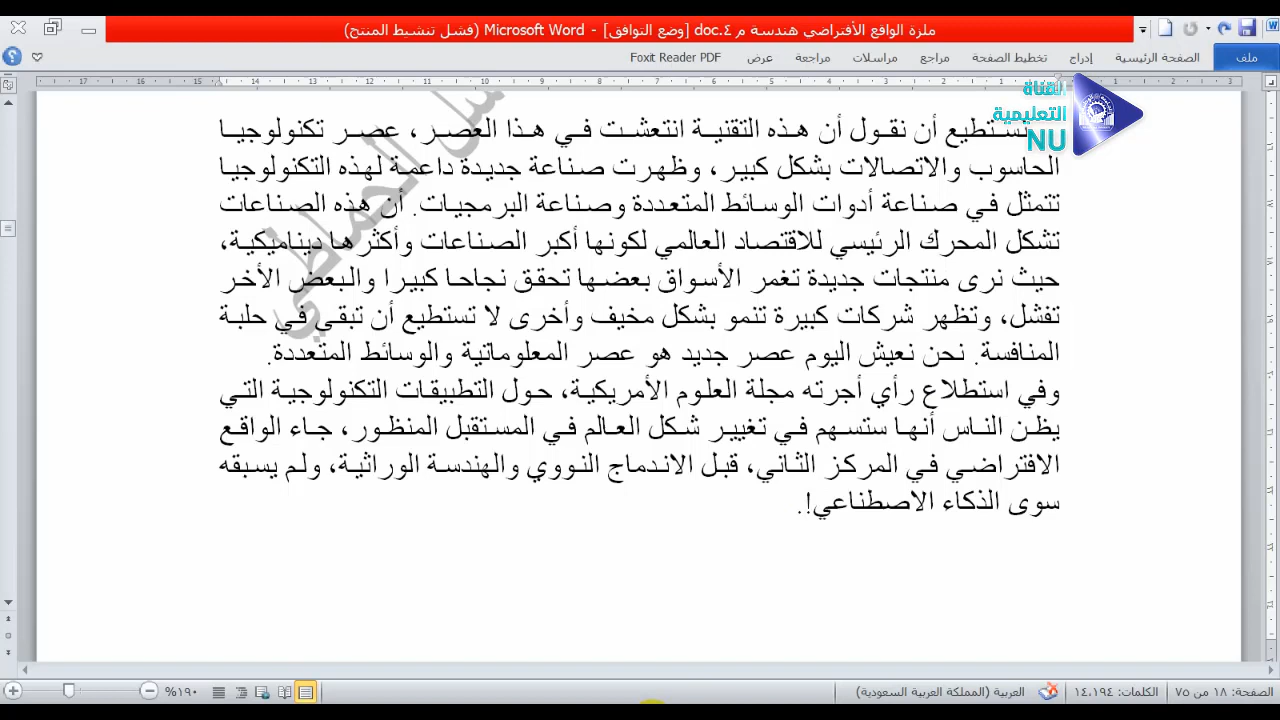 ملزة الواقع الأفتراضي هندسة م ٤.doc [وضع التوافق] - Microsoft Word (فشل تنشيط المنتج)
ملف الصفحة الرئيسية إدراج تخطيط الصفحة مراجع مراسلات مراجعة عرض Foxit Reader PDF
القناة
التعليمية
NU
نستطيع أن نقول أن هذه التقنية انتعشت في هذا العصر، عصر تكنولوجيا
الحاسوب والاتصالات بشكل كبير، وظهرت صناعة جديدة داعمة لهذه التكنولوجيا
تتمثل في صناعة أدوات الوسائط المتعددة وصناعة البرمجيات. أن هذه الصناعات
تشكل المحرك الرئيسي للاقتصاد العالمي لكونها أكبر الصناعات وأكثرها ديناميكية،
حيث نرى منتجات جديدة تغمر الأسواق بعضها تحقق نجاحا كبيرا والبعض الأخر
تفشل، وتظهر شركات كبيرة تنمو بشكل مخيف وأخرى لا تستطيع أن تبقى في حلبة
المنافسة. نحن نعيش اليوم عصر جديد هو عصر المعلوماتية والوسائط المتعددة.
وفي استطلاع رأي أجرته مجلة العلوم الأمريكية، حول التطبيقات التكنولوجية التي
يظن الناس أنها ستسهم في تغيير شكل العالم في المستقبل المنظور، جاء الواقع
الافتراضي في المركز الثاني، قبل الاندماج النووي والهندسة الوراثية، ولم يسبقه
سوى الذكاء الاصطناعي!.
الصفحة: ١٨ من ٧٥ الكلمات: ١٤،١٩٤ العربية (المملكة العربية السعودية) ١٩٠%